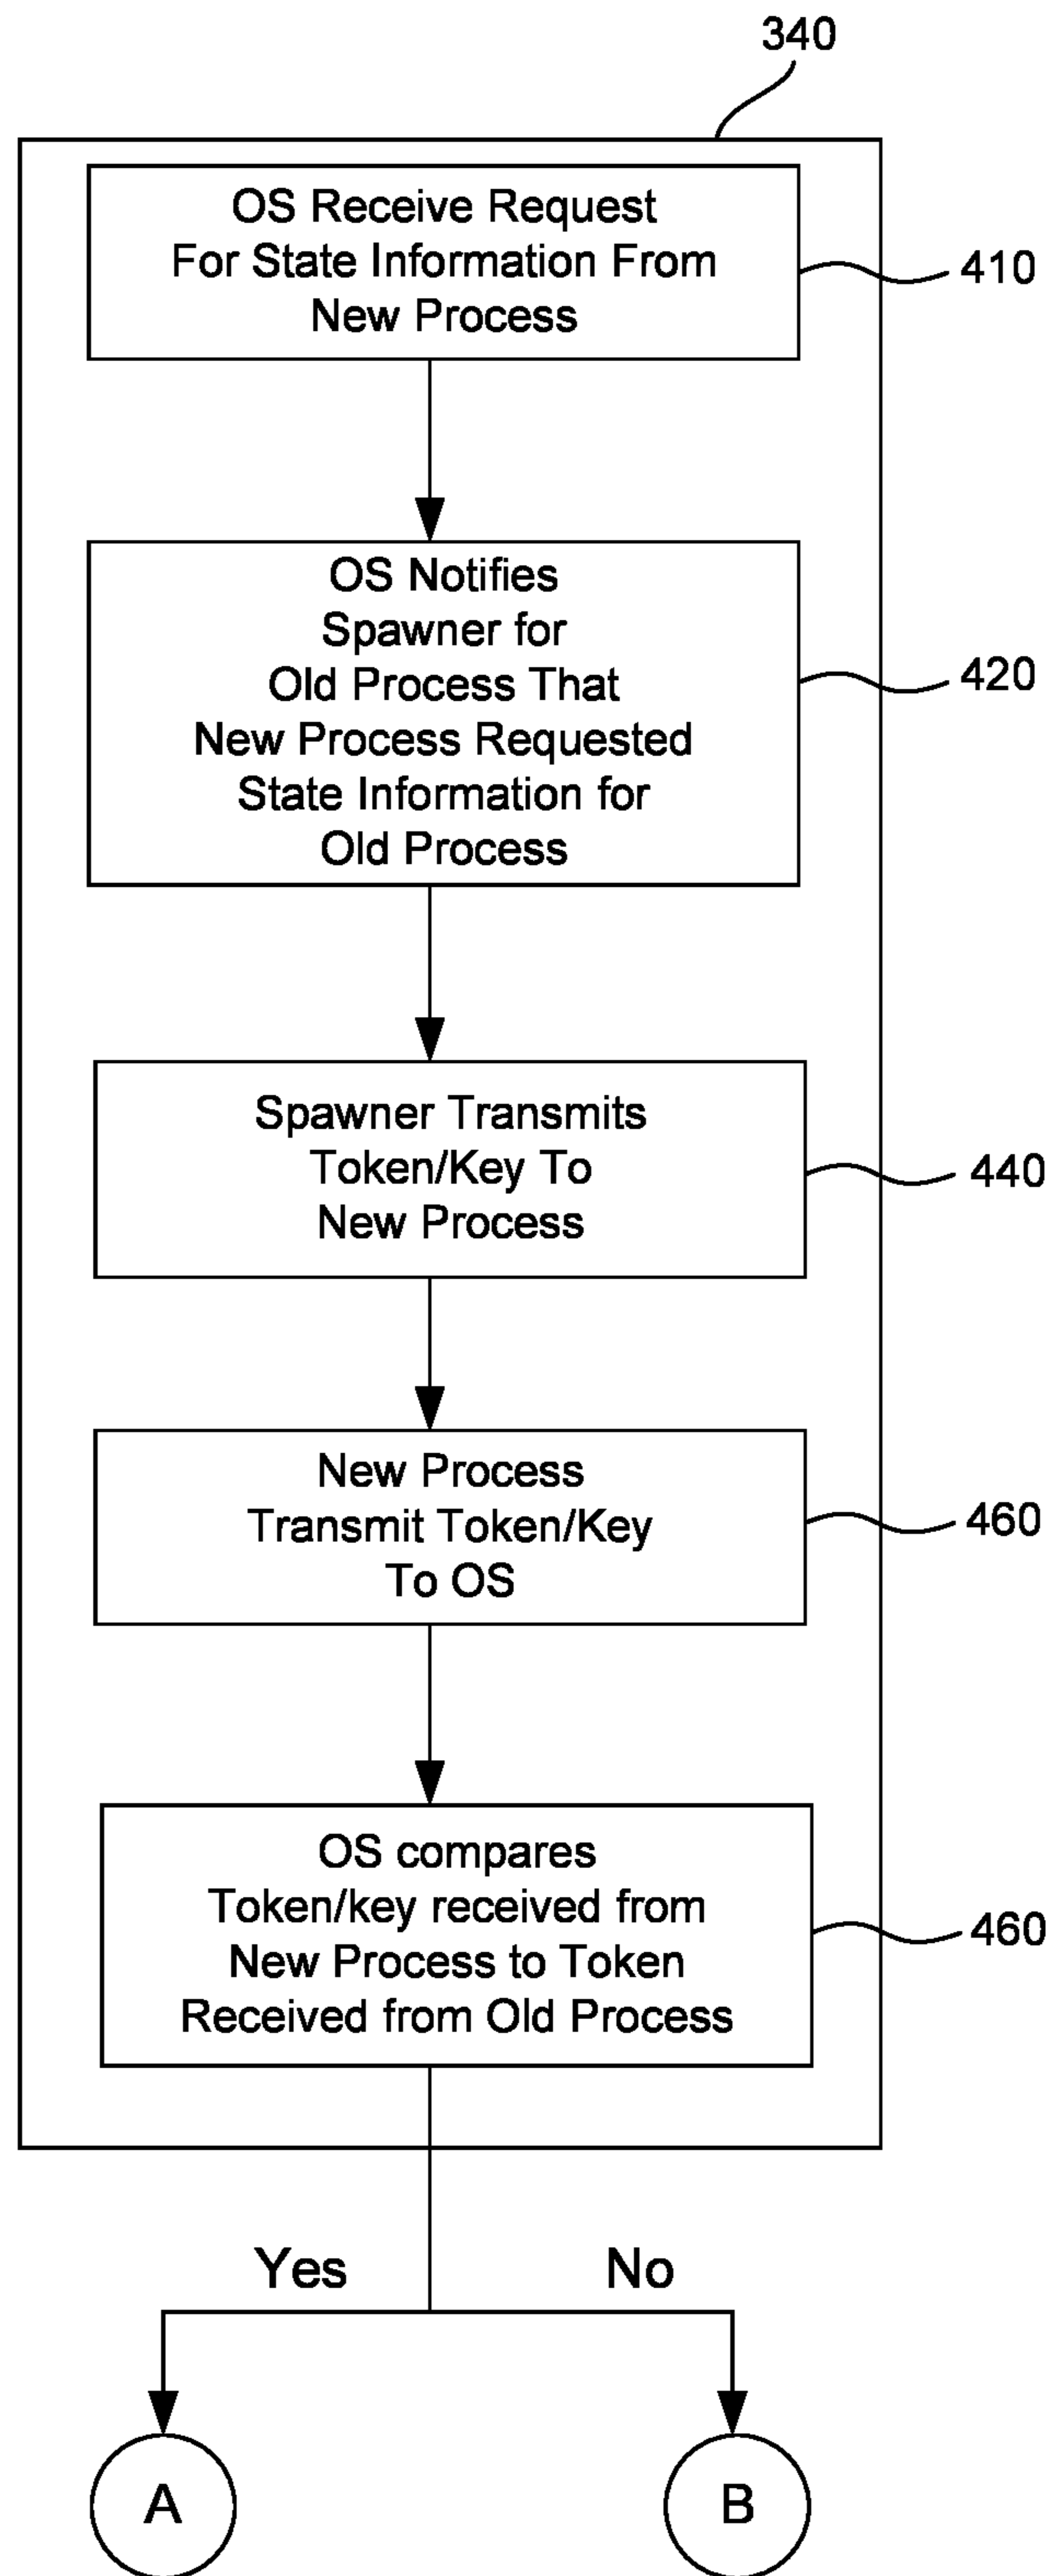 340
OS Receive Request
For State Information From
New Process
410
OS Notifies
Spawner for
Old Process That
New Process Requested
State Information for
Old Process
420
Spawner Transmits
Token/Key To
New Process
440
New Process
Transmit Token/Key
To OS
460
OS compares
Token/key received from
New Process to Token
Received from Old Process
460
Yes
No
A
B